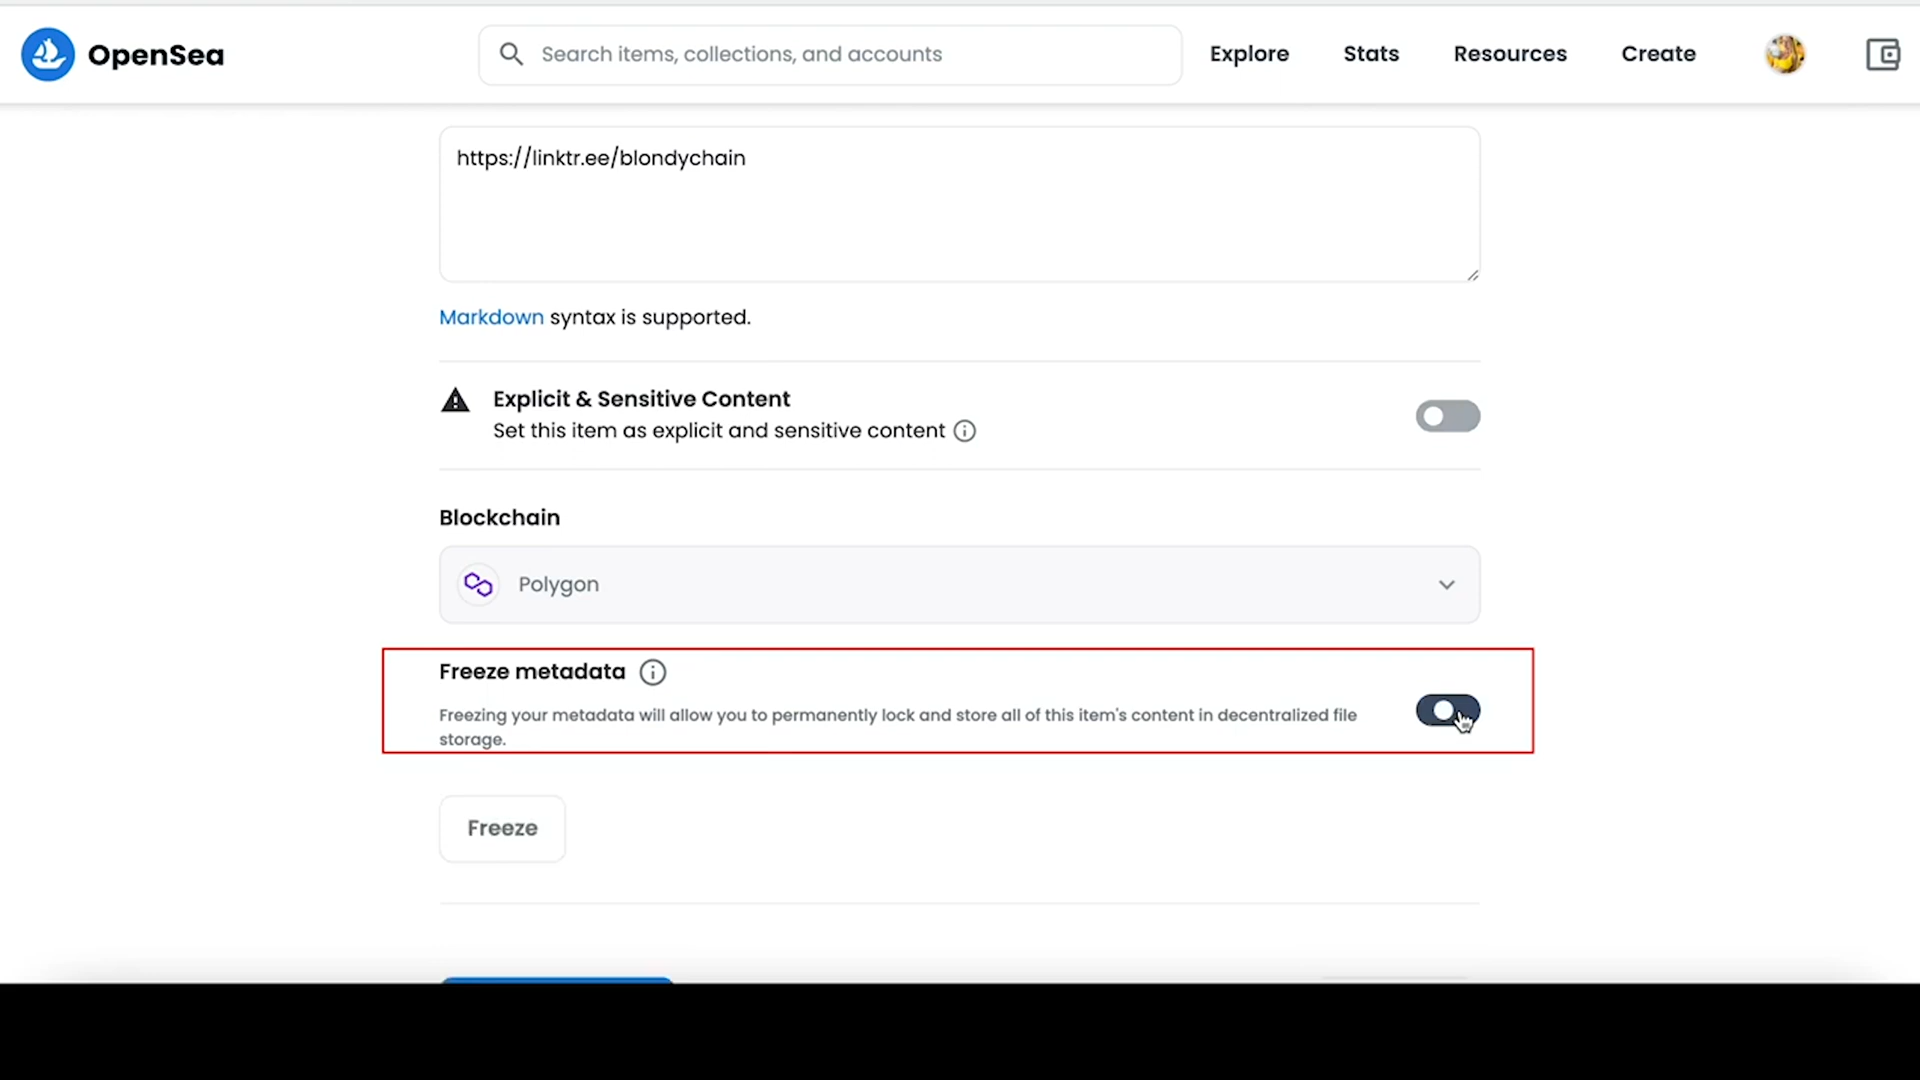 OpenSea
Search items, collections, and accounts
Explore
Stats
Resources
Create
https://linktr.ee/blondychain
Markdown syntax is supported.
Explicit & Sensitive Content
Set this item as explicit and sensitive content
Blockchain
Polygon
Freeze metadata
Freezing your metadata will allow you to permanently lock and store all of this item's content in decentralized file
storage.
Freeze